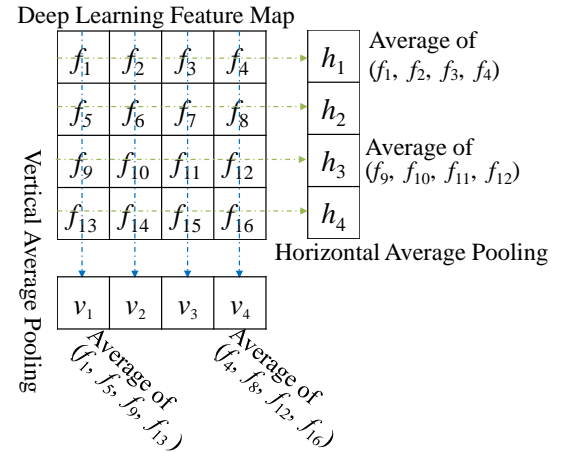 Deep Learning Feature Map
f1 f2 f3 f4 h1
Average of
(f1, f2, f3, f4)
f5 f6 f7 f8 h2
f9 f10 f11 f12 h3
Average of
(f9, f10, f11, f12)
f13 f14 f15 f16 h4
Horizontal Average Pooling
Vertical Average Pooling
v1 v2 v3 v4
Average of
(f1, f5, f9, f13)
Average of
(f4, f8, f12, f16)